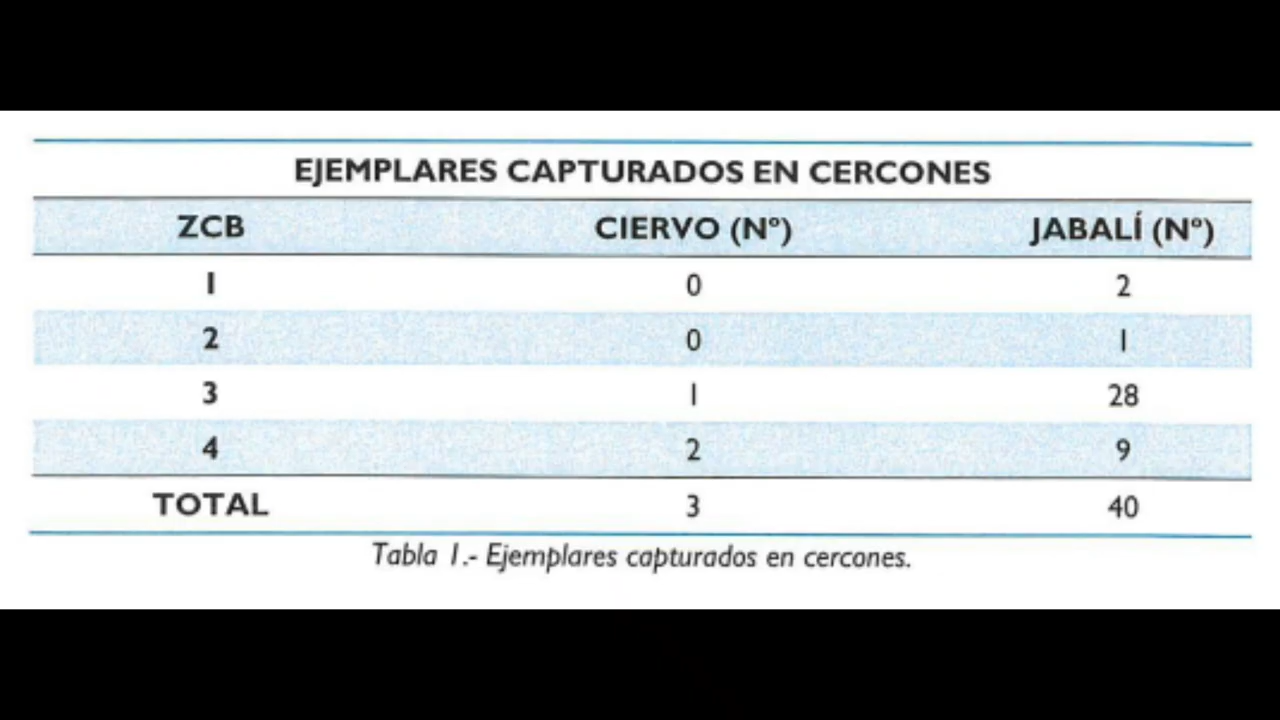 EJEMPLARES CAPTURADOS EN CERCONES
ZCB CIERVO (Nº) JABALÍ (Nº)
1 0 2
2 0 1
3 1 28
4 2 9
TOTAL 3 40
Tabla 1.- Ejemplares capturados en cercones.